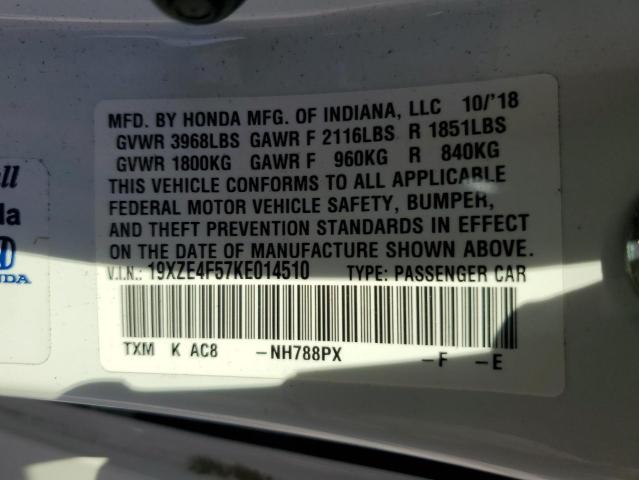 MFD. BY HONDA MFG. OF INDIANA, LLC 10/'18
GVWR 3968LBS GAWR F 2116LBS R 1851LBS
GVWR 1800KG GAWR F 960KG R 840KG
THIS VEHICLE CONFORMS TO ALL APPLICABLE
FEDERAL MOTOR VEHICLE SAFETY, BUMPER,
AND THEFT PREVENTION STANDARDS IN EFFECT
ON THE DATE OF MANUFACTURE SHOWN ABOVE.
V.I.N.: 19XZE4F57KE014510 TYPE: PASSENGER CAR
TXM K AC8 -NH788PX -F -E